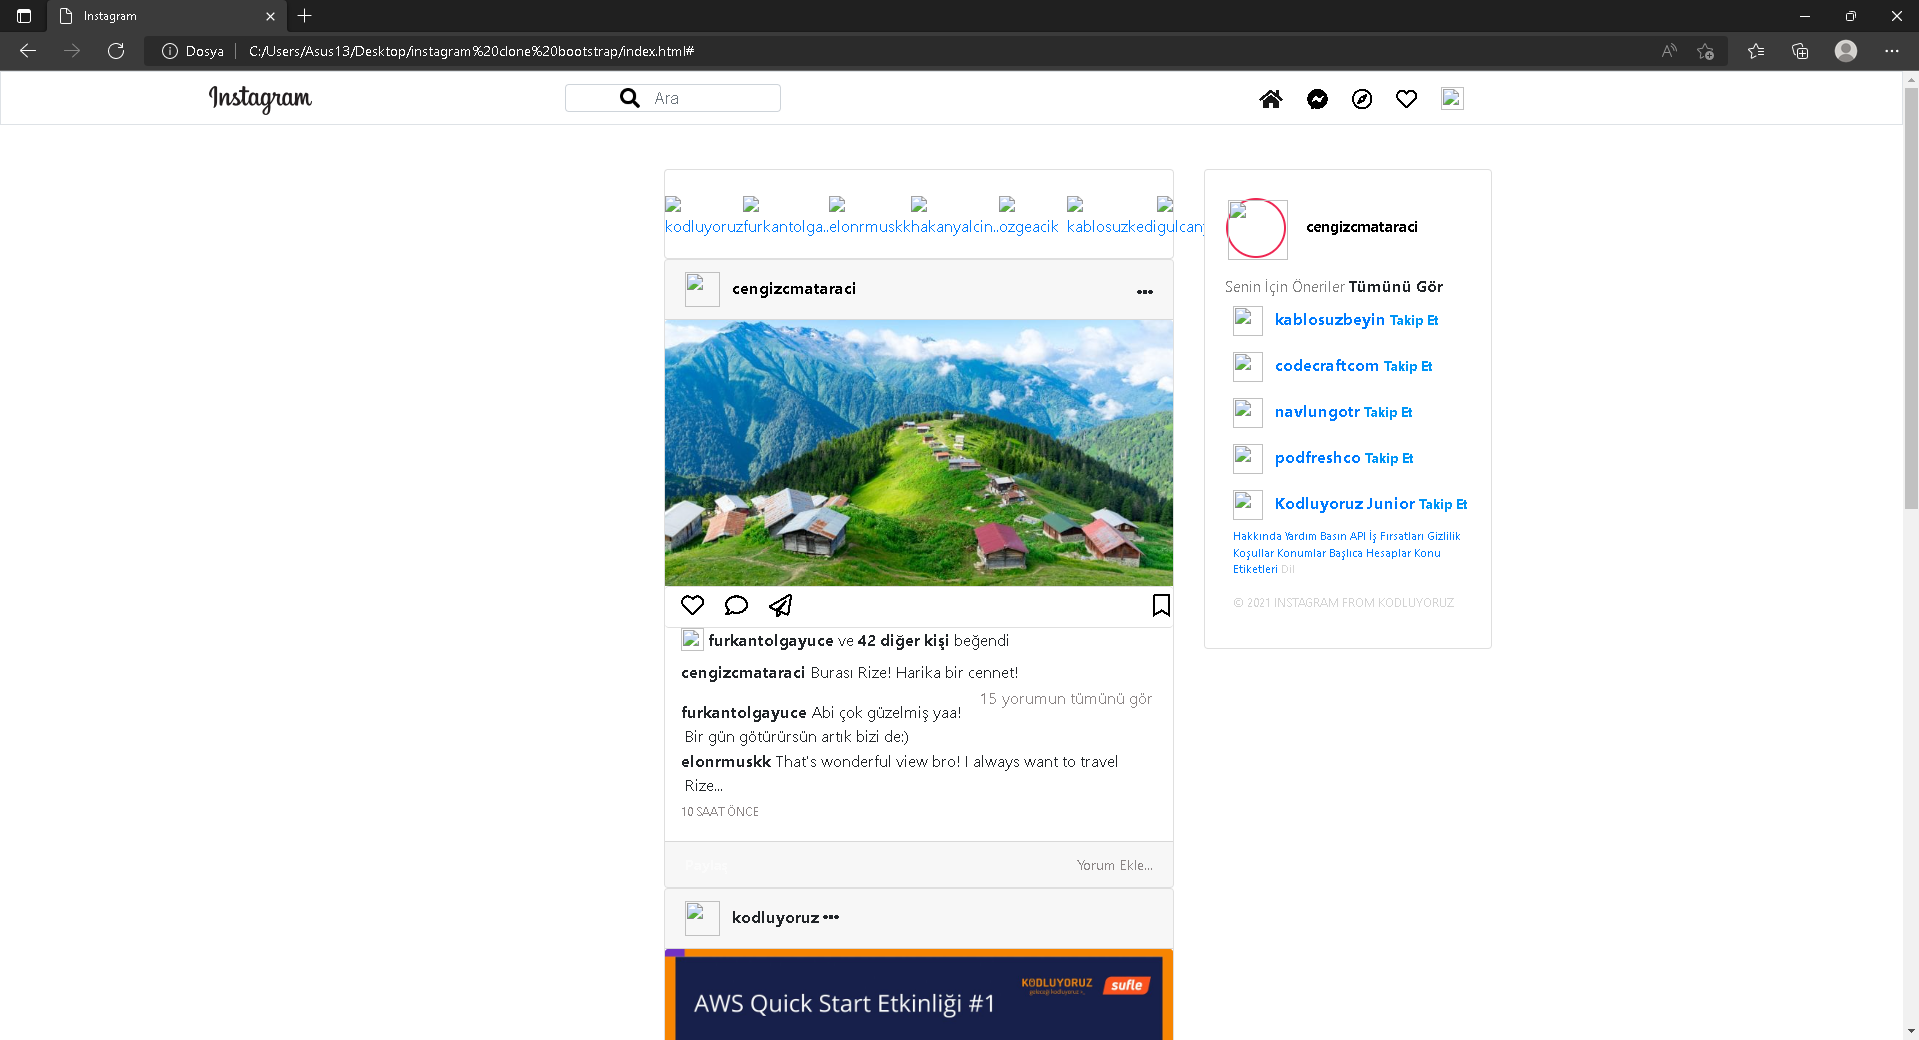 Instagram
Dosya
C:/Users/Asus13/Desktop/instagram%20clone%20bootstrap/index.html#
Instagram
Ara
kodluyoruz furkantolga.. elonrmuskk hakanyalcin.. ozgeacik kablosuzkedi gulcany
cengizcmataraci
cengizcmataraci
Senin İçin Öneriler Tümünü Gör
kablosuzbeyin Takip Et
codecraftcom Takip Et
navlungotr Takip Et
podfreshco Takip Et
Kodluyoruz Junior Takip Et
Hakkında Yardım Basın API İş Fırsatları Gizlilik
Koşullar Konumlar Başlıca Hesaplar Konu
Etiketleri Dil
© 2021 INSTAGRAM FROM KODLUYORUZ
furkantolgayuce ve 42 diğer kişi beğendi
cengizcmataraci Burası Rize! Harika bir cennet!
15 yorumun tümünü gör
furkantolgayuce Abi çok güzelmiş yaa!
Bir gün götürürsün artık bizi de:)
elonrmuskk That's wonderful view bro! I always want to travel
Rize...
10 SAAT ÖNCE
Paylaş
Yorum Ekle...
kodluyoruz
KODLUYORUZ
sufle
AWS Quick Start Etkinliği #1